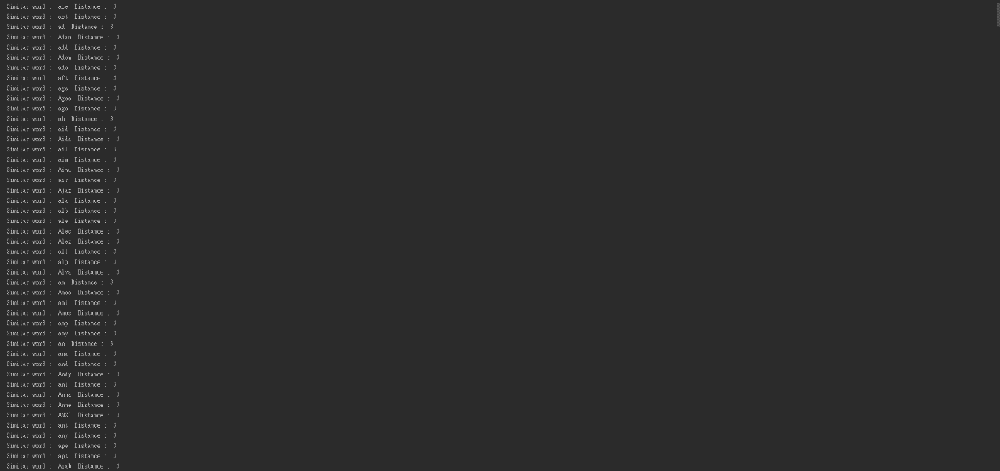 Similar word :  ace  Distance :  3
Similar word :  act  Distance :  3
Similar word :  ad  Distance :  3
Similar word :  Adam  Distance :  3
Similar word :  add  Distance :  3
Similar word :  Aden  Distance :  3
Similar word :  ado  Distance :  3
Similar word :  aft  Distance :  3
Similar word :  age  Distance :  3
Similar word :  Agee  Distance :  3
Similar word :  ago  Distance :  3
Similar word :  ah  Distance :  3
Similar word :  aid  Distance :  3
Similar word :  Aida  Distance :  3
Similar word :  ail  Distance :  3
Similar word :  aim  Distance :  3
Similar word :  Ainu  Distance :  3
Similar word :  air  Distance :  3
Similar word :  Ajax  Distance :  3
Similar word :  ala  Distance :  3
Similar word :  alb  Distance :  3
Similar word :  ale  Distance :  3
Similar word :  Alec  Distance :  3
Similar word :  Alex  Distance :  3
Similar word :  all  Distance :  3
Similar word :  alp  Distance :  3
Similar word :  Alva  Distance :  3
Similar word :  am  Distance :  3
Similar word :  Ames  Distance :  3
Similar word :  ami  Distance :  3
Similar word :  Amos  Distance :  3
Similar word :  amp  Distance :  3
Similar word :  amy  Distance :  3
Similar word :  an  Distance :  3
Similar word :  ana  Distance :  3
Similar word :  and  Distance :  3
Similar word :  Andy  Distance :  3
Similar word :  ani  Distance :  3
Similar word :  Anna  Distance :  3
Similar word :  Anne  Distance :  3
Similar word :  ANSI  Distance :  3
Similar word :  ant  Distance :  3
Similar word :  any  Distance :  3
Similar word :  ape  Distance :  3
Similar word :  apt  Distance :  3
Similar word :  Arab  Distance :  3